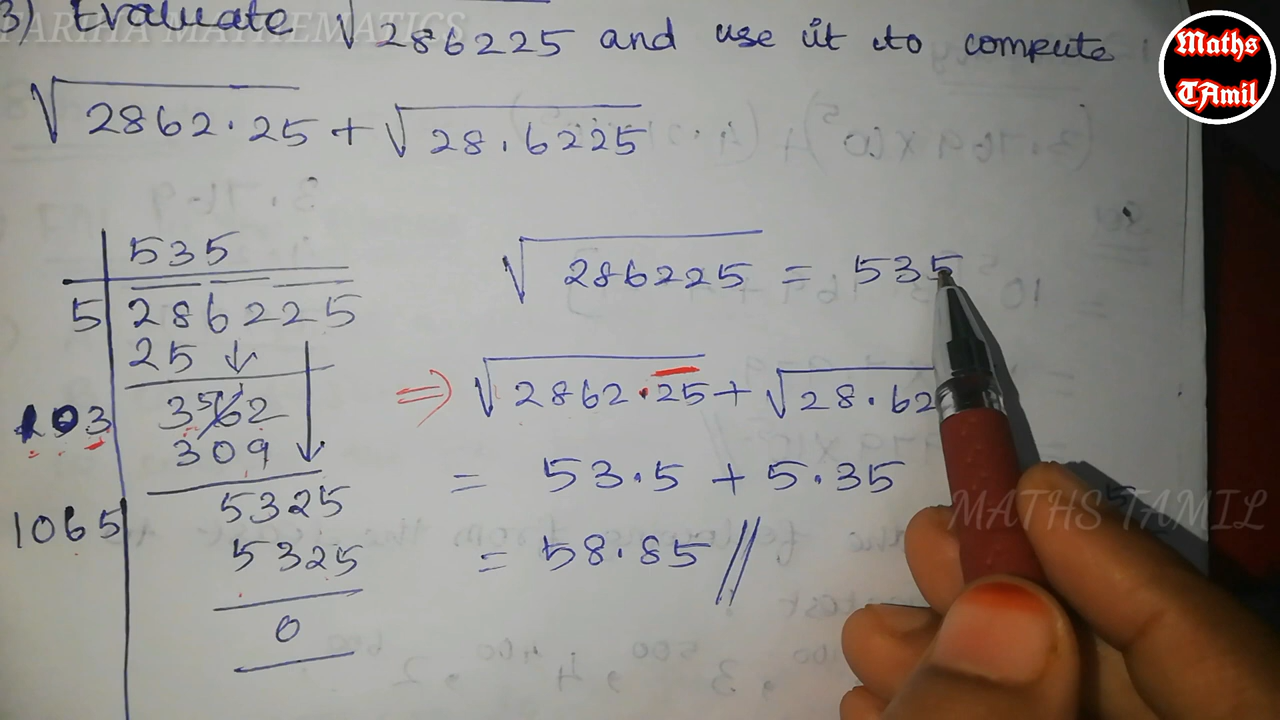 3) Evaluate √286225 and use it to compute
√2862.25 + √28.6225
535
5 286225
25
3562
103 309
5325
1065 5325
0
√286225 = 535
⇒ √2862.25 + √28.62
= 53.5 + 5.35
= 58.85 //
Maths
TAmil
MATHS TAMIL